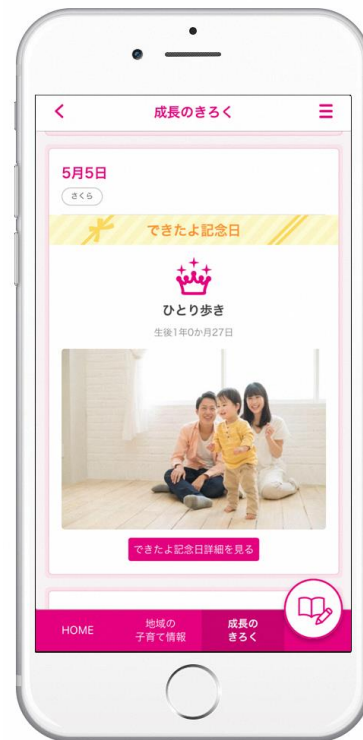 成長のきろく
5月5日
さくら
できたよ記念日
ひとり歩き
生後1年0か月27日
できたよ記念日詳細を見る
HOME
地域の
子育て情報
成長の
きろく